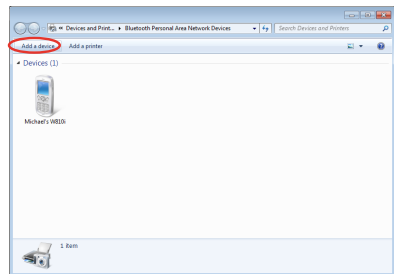 « Devices and Print... ▸ Bluetooth Personal Area Network Devices
Search Devices and Printers
Add a device
Add a printer
Devices (1)
Michael's W810i
1 item